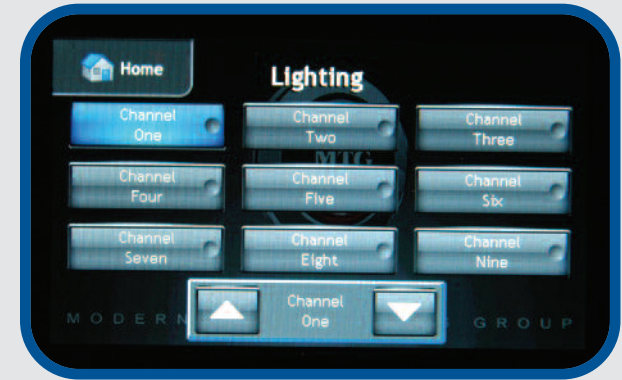 Home
Lighting
Channel
One
Channel
Two
Channel
Three
MTG
Channel
Four
Channel
Five
Channel
Six
Channel
Seven
Channel
Eight
Channel
Nine
Channel
One
MODERN
GROUP